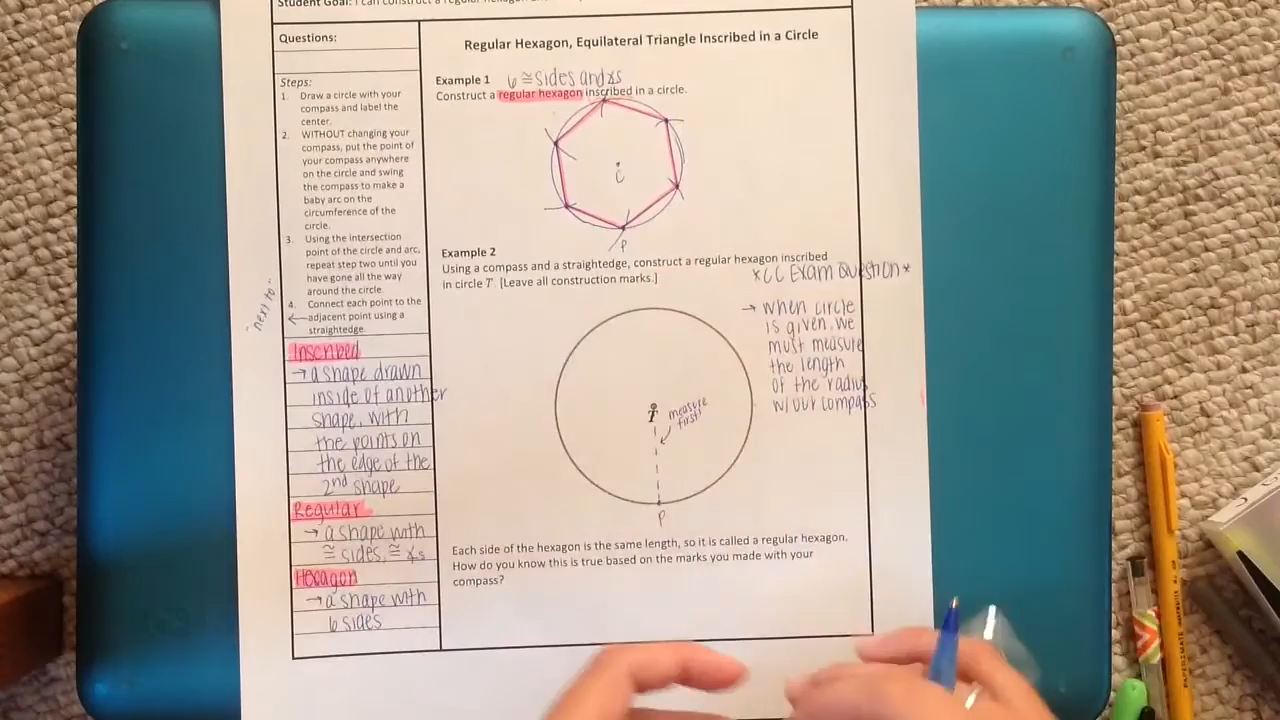 Student Goal: I can construct a regular hexagon
Questions:
Steps:
1. Draw a circle with your
compass and label the
center.
2. WITHOUT changing your
compass, put the point of
your compass anywhere
on the circle and swing
the compass to make a
baby arc on the
circumference of the
circle.
3. Using the intersection
point of the circle and arc,
repeat step two until you
have gone all the way
around the circle.
4. Connect each point to the
adjacent point using a
straightedge.
"next to"
Inscribed
→ a shape drawn
inside of another
shape, with
the points on
the edge of the
2nd shape
Regular
→ a shape with
≅ sides, ≅ ∡s
Hexagon
→ a shape with
6 sides
Regular Hexagon, Equilateral Triangle Inscribed in a Circle
Example 1 6 ≅ sides and ∡s
Construct a regular hexagon inscribed in a circle.
C
P
Example 2
Using a compass and a straightedge, construct a regular hexagon inscribed
in circle T. [Leave all construction marks.]
*CC Exam Question*
→ when circle
is given, we
must measure
the length
of the radius
w/ our compass
T
measure
first!
P
Each side of the hexagon is the same length, so it is called a regular hexagon.
How do you know this is true based on the marks you made with your
compass?
PAPERMATE